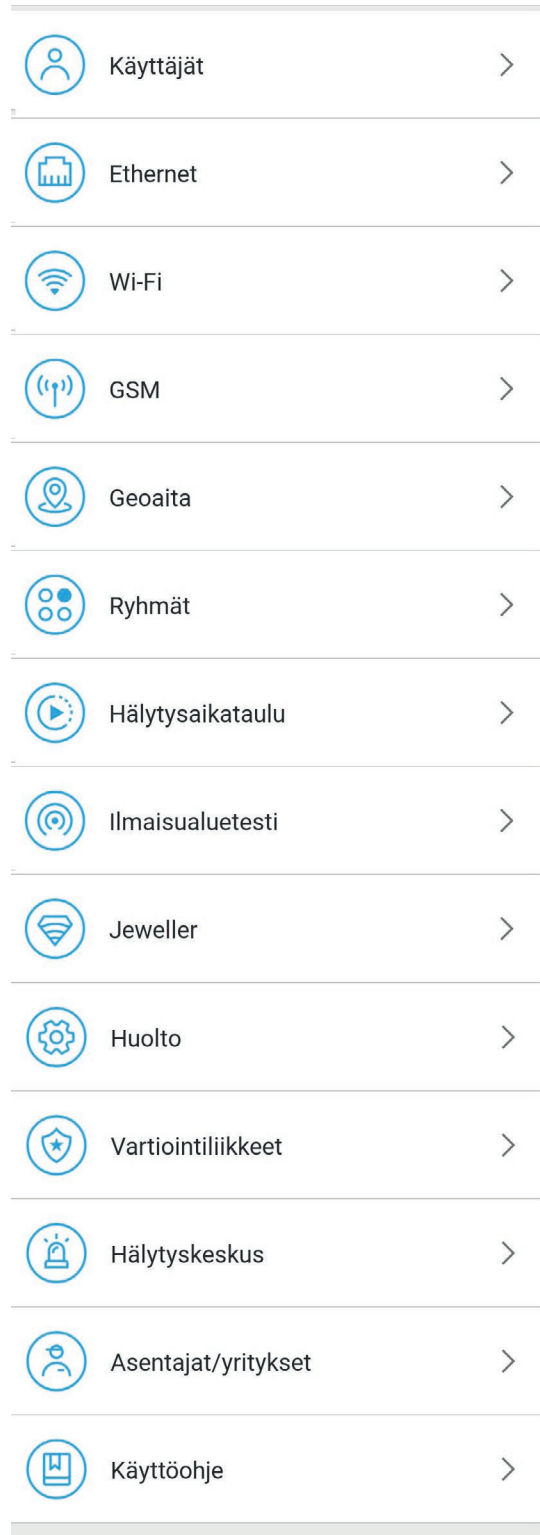 Käyttäjät
Ethernet
Wi-Fi
GSM
Geoaita
Ryhmät
Hälytysaikataulu
Ilmaisualuetesti
Jeweller
Huolto
Vartiointiliikkeet
Hälytyskeskus
Asentajat/yritykset
Käyttöohje